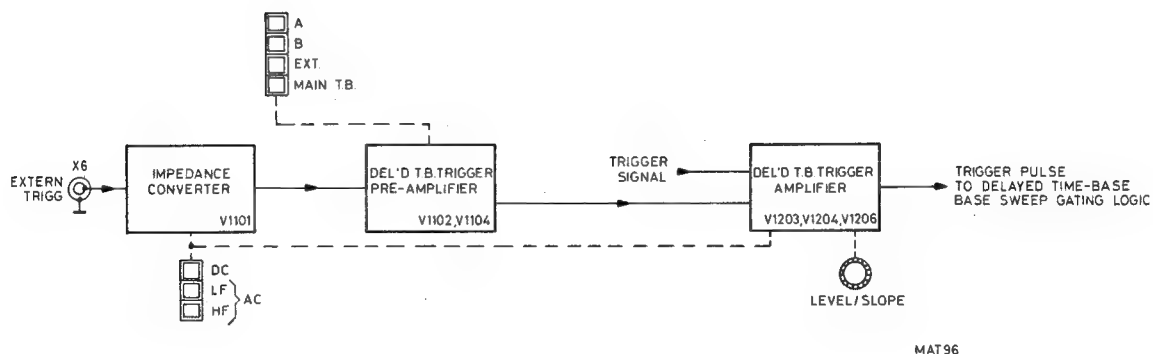 A
B
EXT.
MAIN T.B.
X6
EXTERN
TRIGG
IMPEDANCE
CONVERTER
V1101
DEL'D T.B. TRIGGER
PRE-AMPLIFIER
V1102,V1104
TRIGGER
SIGNAL
DEL'D T.B. TRIGGER
AMPLIFIER
V1203,V1204,V1206
TRIGGER PULSE
TO DELAYED TIME-BASE
BASE SWEEP GATING LOGIC
DC
LF
HF
AC
LEVEL/SLOPE
MAT96